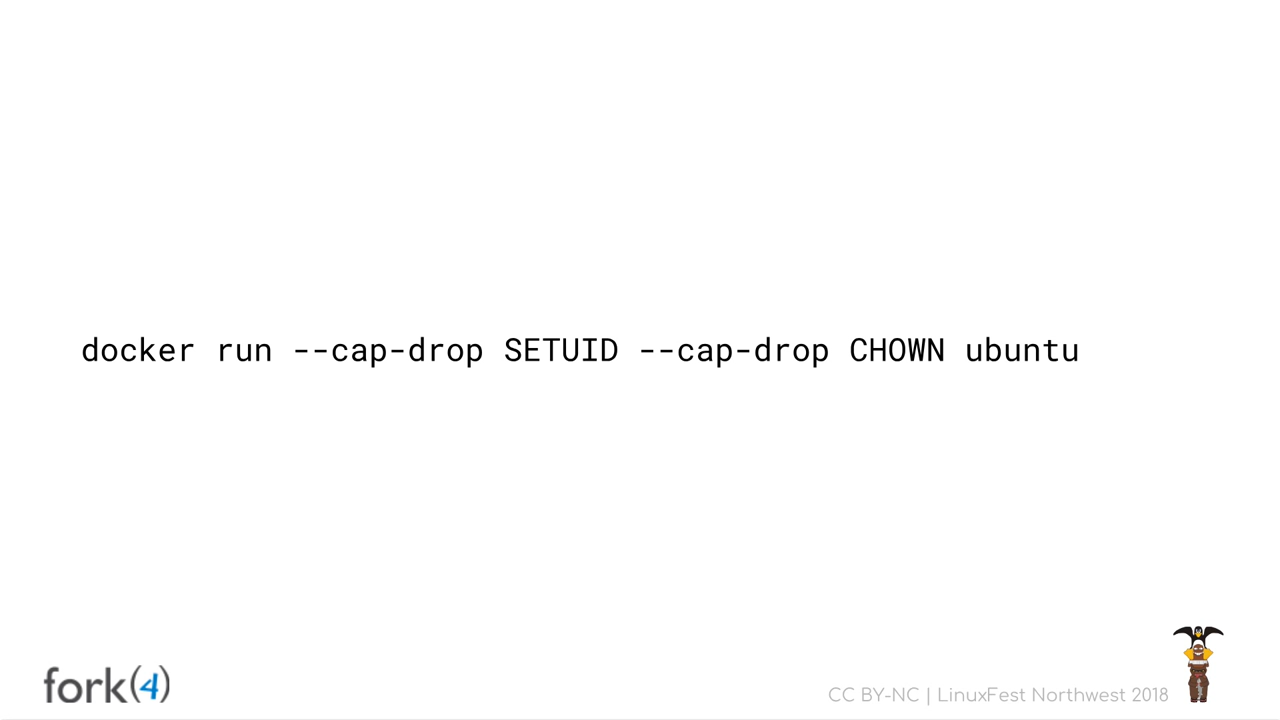 docker run --cap-drop SETUID --cap-drop CHOWN ubuntu
fork(4)
CC BY-NC | LinuxFest Northwest 2018